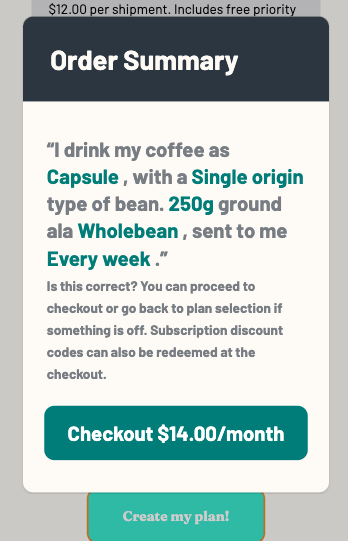 $12.00 per shipment. Includes free priority
Order Summary
“I drink my coffee as
Capsule , with a Single origin
type of bean. 250g ground
ala Wholebean , sent to me
Every week .”
Is this correct? You can proceed to
checkout or go back to plan selection if
something is off. Subscription discount
codes can also be redeemed at the
checkout.
Checkout $14.00/month
Create my plan!